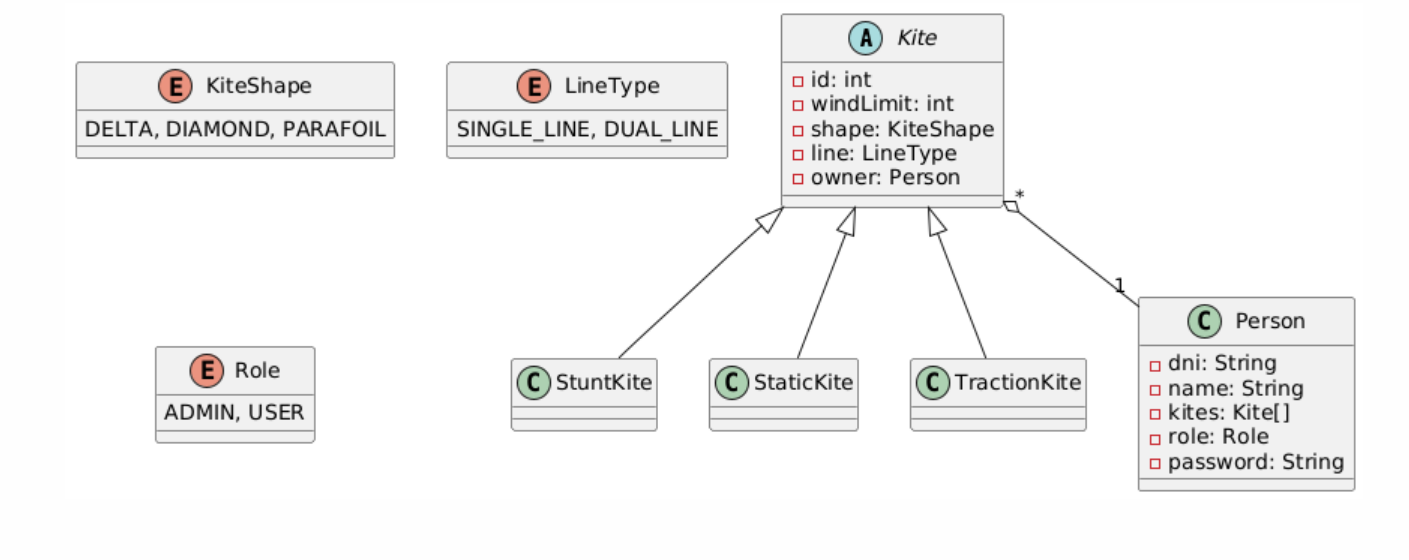 A Kite
id: int
windLimit: int
shape: KiteShape
line: LineType
owner: Person
E KiteShape
DELTA, DIAMOND, PARAFOIL
E LineType
SINGLE_LINE, DUAL_LINE
*
1
E Role
ADMIN, USER
C StuntKite
C StaticKite
C TractionKite
C Person
dni: String
name: String
kites: Kite[]
role: Role
password: String